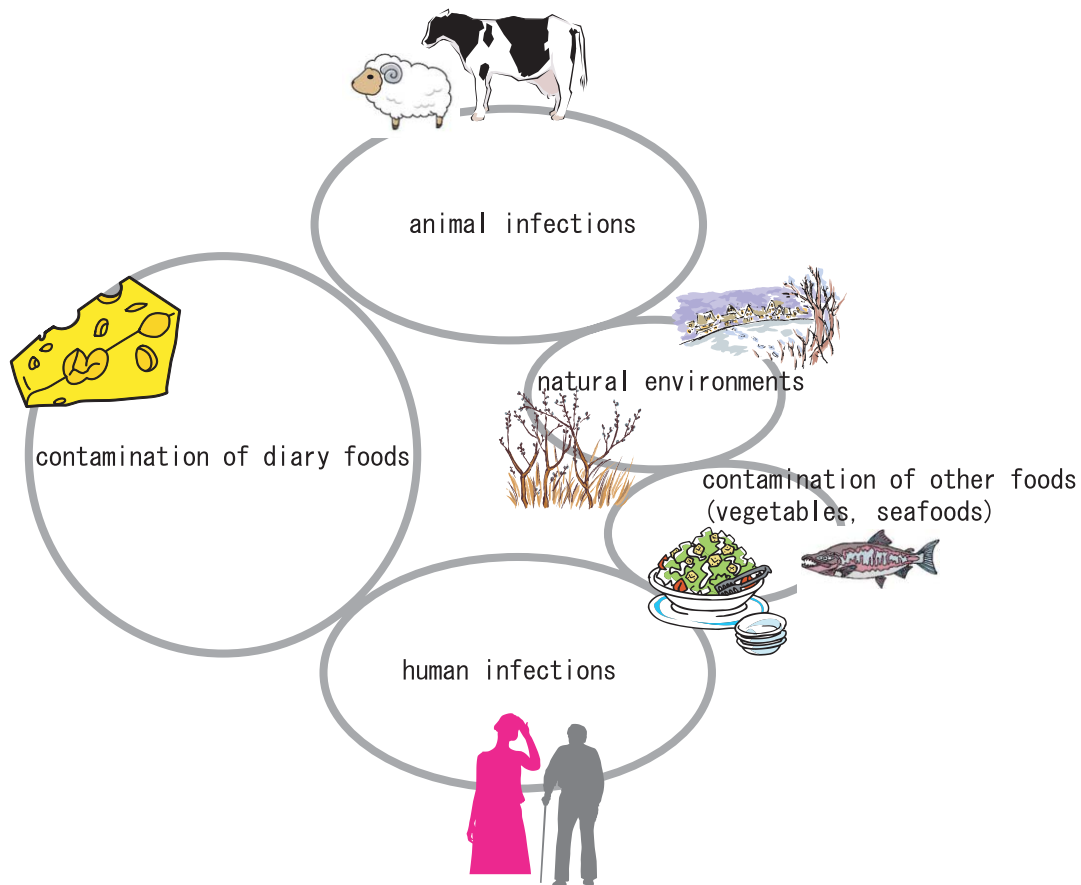 animal infections
natural environments
contamination of diary foods
contamination of other foods
(vegetables, seafoods)
human infections